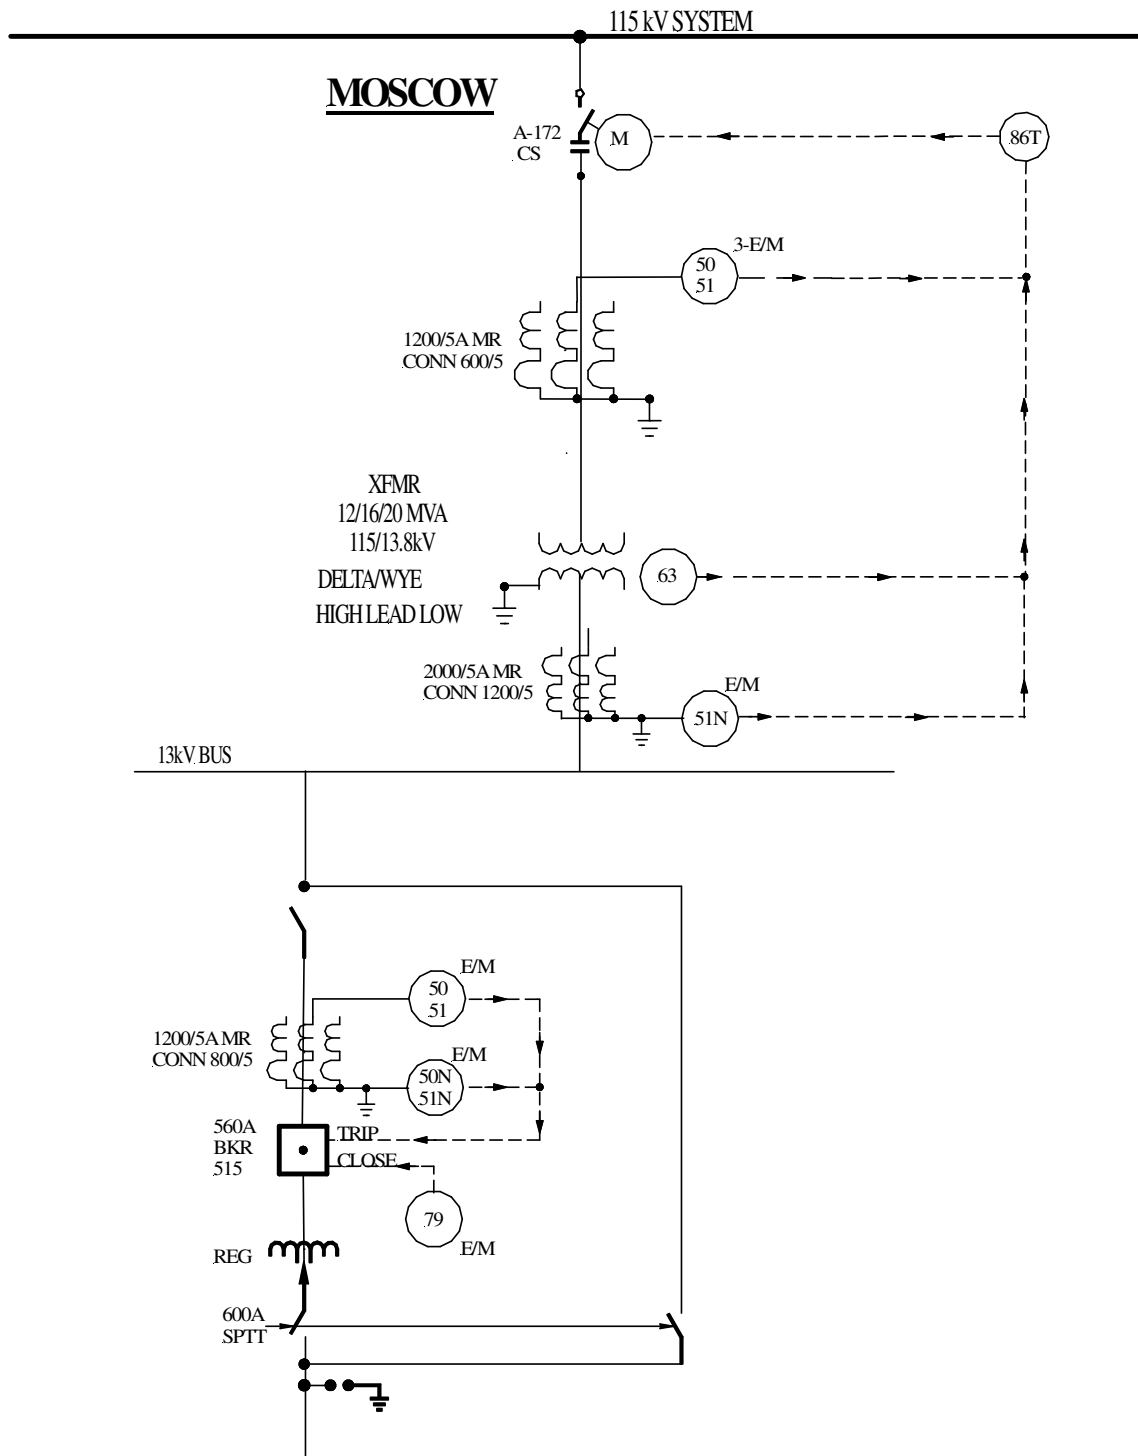 115 kV SYSTEM
MOSCOW
A-172
CS
M
86T
3-E/M
50
51
1200/5A MR
CONN 600/5
XFMR
12/16/20 MVA
115/13.8kV
DELTA/WYE
HIGH LEAD LOW
63
2000/5A MR
CONN 1200/5
E/M
51N
13kV BUS
E/M
50
51
1200/5A MR
CONN 800/5
E/M
50N
51N
560A
BKR
515
TRIP
CLOSE
79
E/M
REG
600A
SPTT